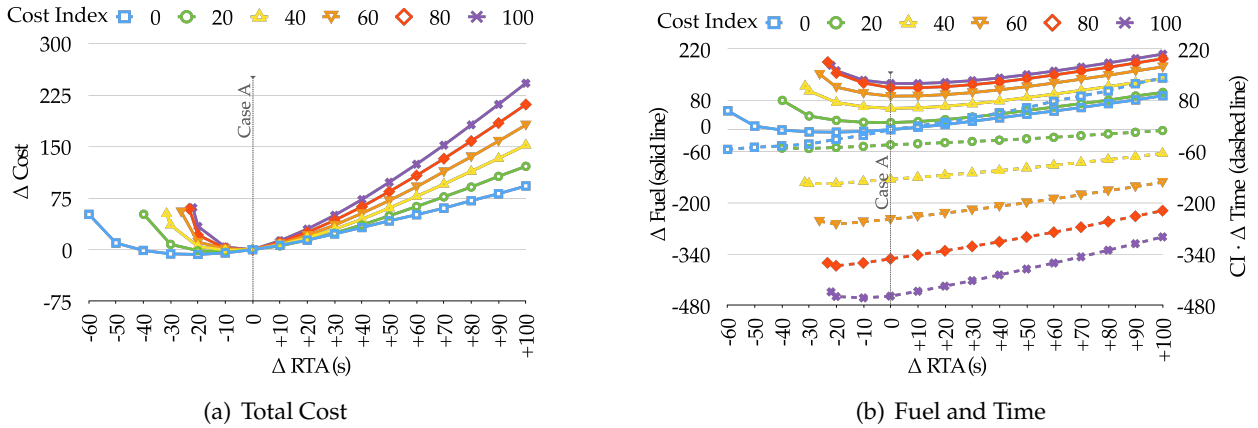 Cost Index 0 20 40 60 80 100
300
225
150
75
0
-75
Δ Cost
Case A
-60 -50 -40 -30 -20 -10 0 +10 +20 +30 +40 +50 +60 +70 +80 +90 +100
Δ RTA (s)
(a) Total Cost
Cost Index 0 20 40 60 80 100
220
80
0
-60
-200
-340
-480
Δ Fuel (solid line)
Case A
220
80
0
-60
-200
-340
-480
CI · Δ Time (dashed line)
-60 -50 -40 -30 -20 -10 0 +10 +20 +30 +40 +50 +60 +70 +80 +90 +100
Δ RTA (s)
(b) Fuel and Time